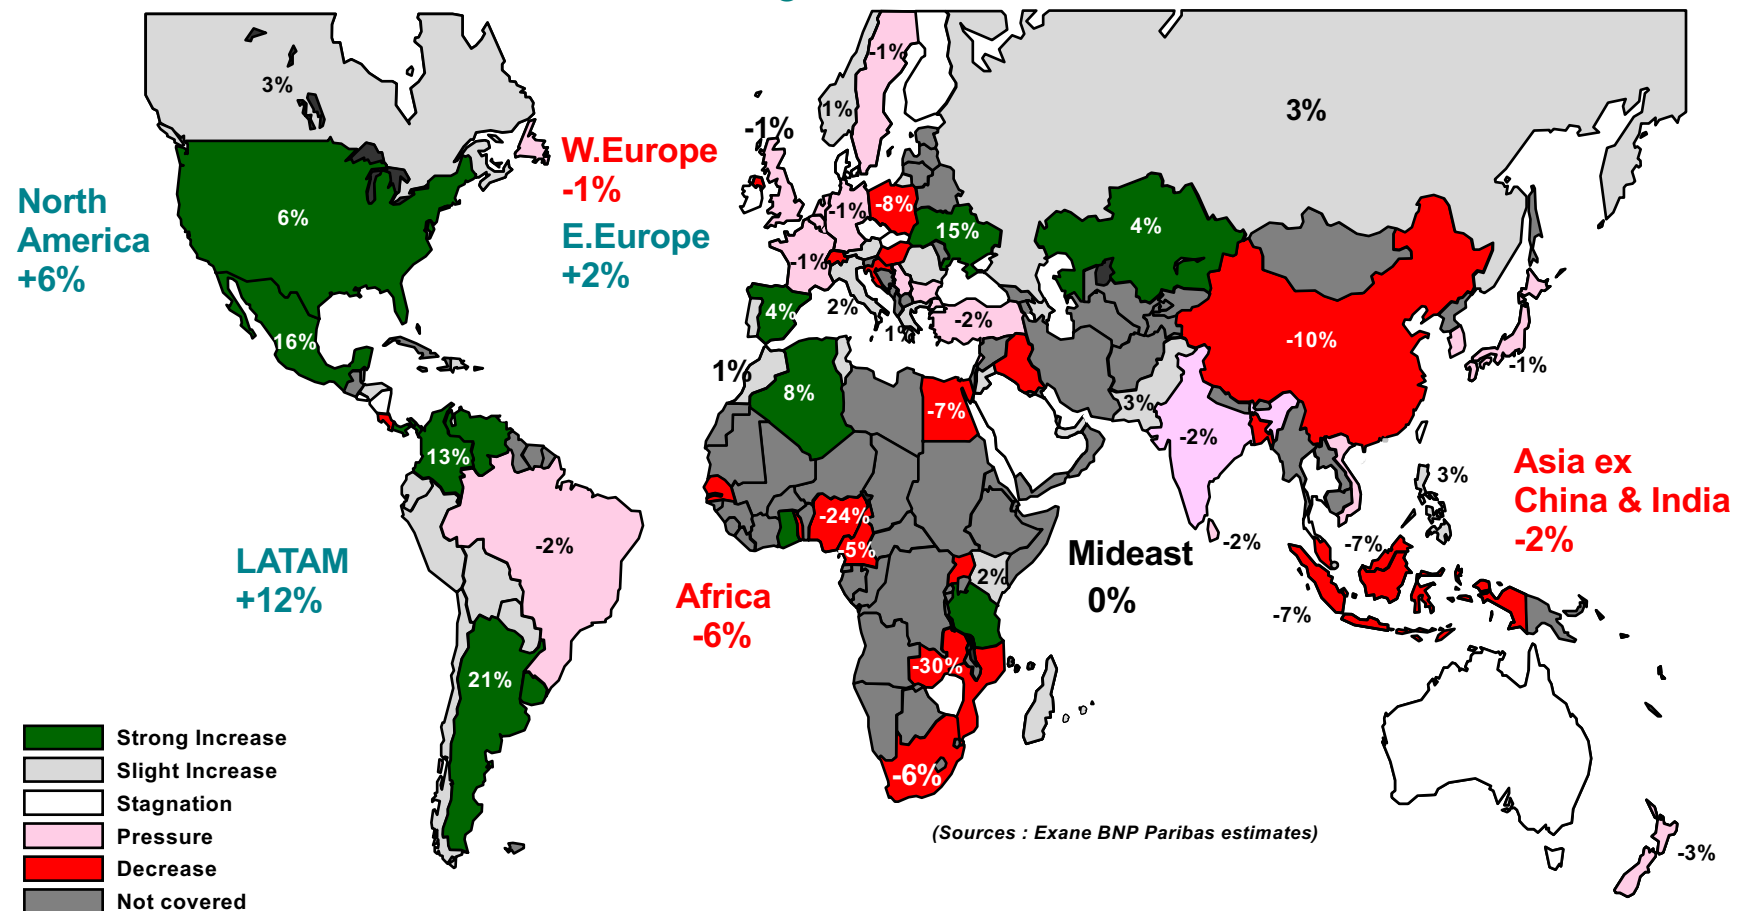 3%
-1%
1%
3%
-1%
W.Europe
-1%
North
America
+6%
6%
-1%
-8%
15%
4%
E.Europe
+2%
-1%
4%
2%
1%
-2%
16%
-10%
-1%
1%
8%
-7%
3%
-2%
13%
3%
Asia ex
China & India
-2%
-24%
-5%
-2%
-7%
-2%
LATAM
+12%
Africa
-6%
2%
Mideast
0%
-7%
21%
-30%
-6%
Strong Increase
Slight Increase
Stagnation
Pressure
Decrease
Not covered
(Sources : Exane BNP Paribas estimates)
-3%